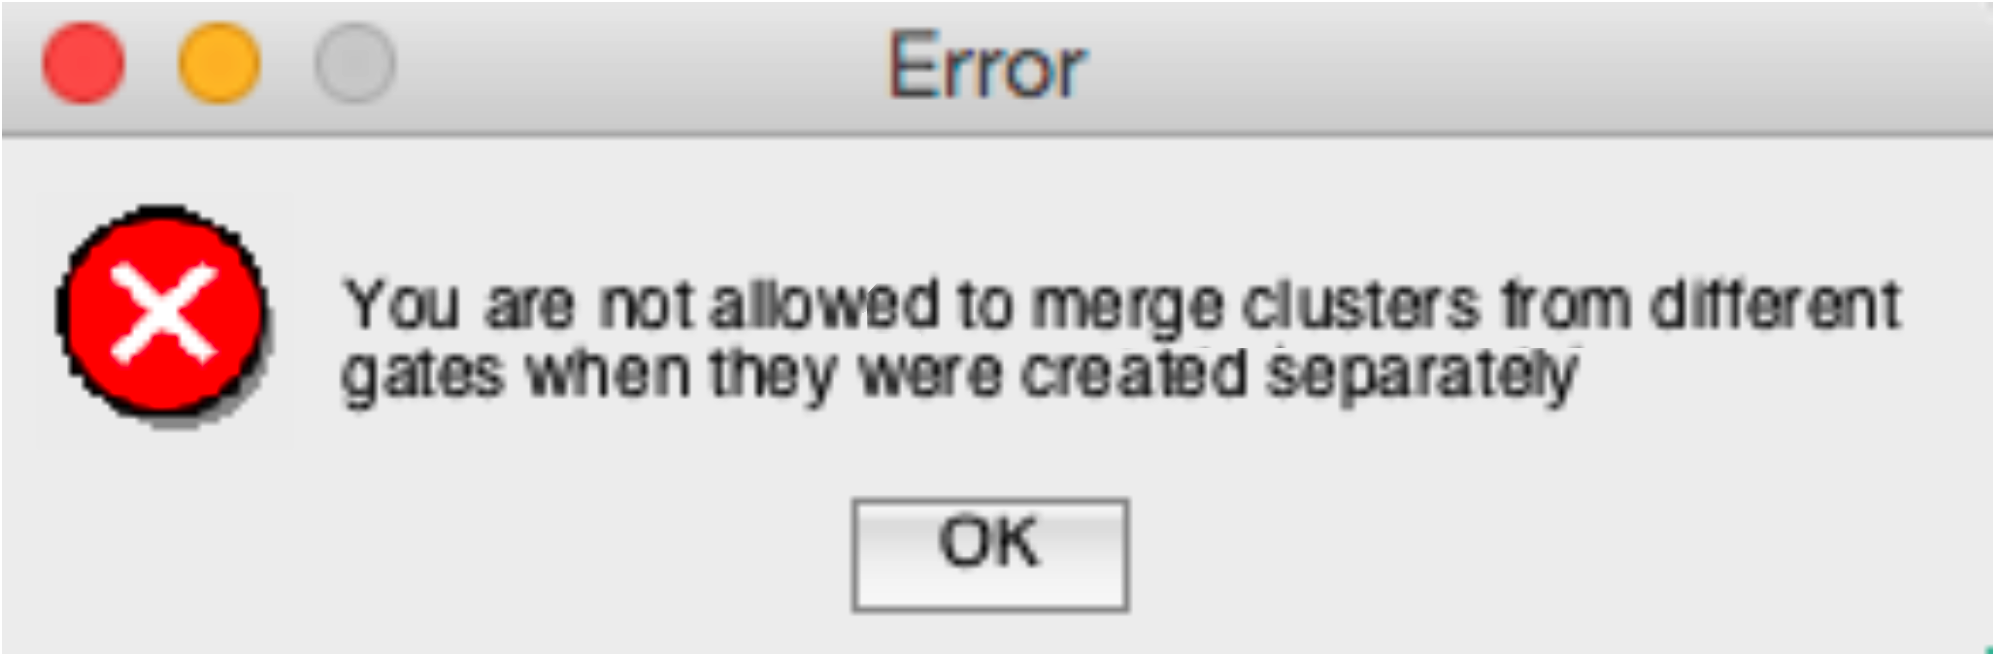 Error
You are not allowed to merge clusters from different
gates when they were created separately
OK